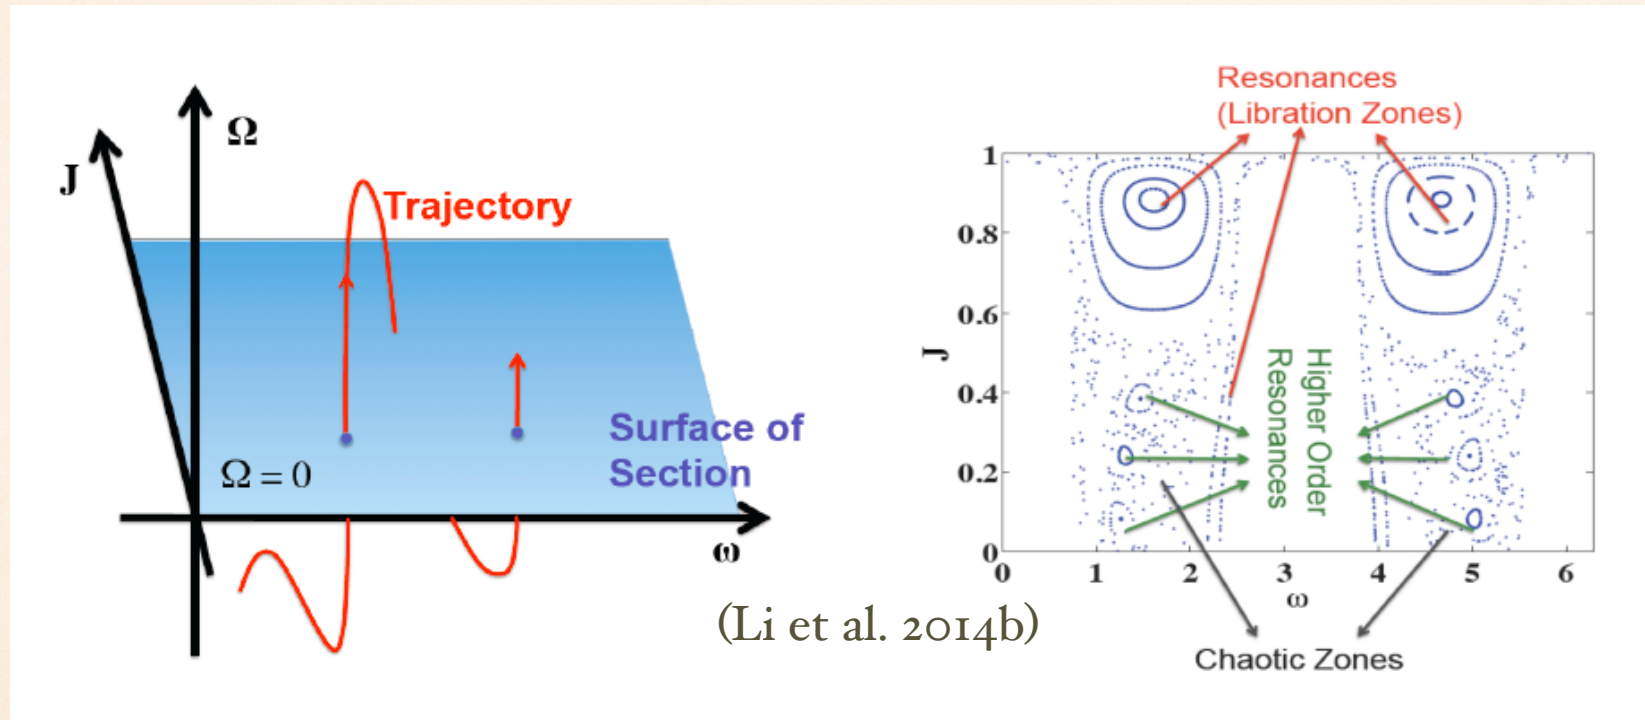 Ω
J
Trajectory
Surface of
Section
Ω = 0
ω
(Li et al. 2014b)
Resonances
(Libration Zones)
1
0.8
0.6
0.4
0.2
0
J
Higher Order
Resonances
0 1 2 3 4 5 6
ω
Chaotic Zones